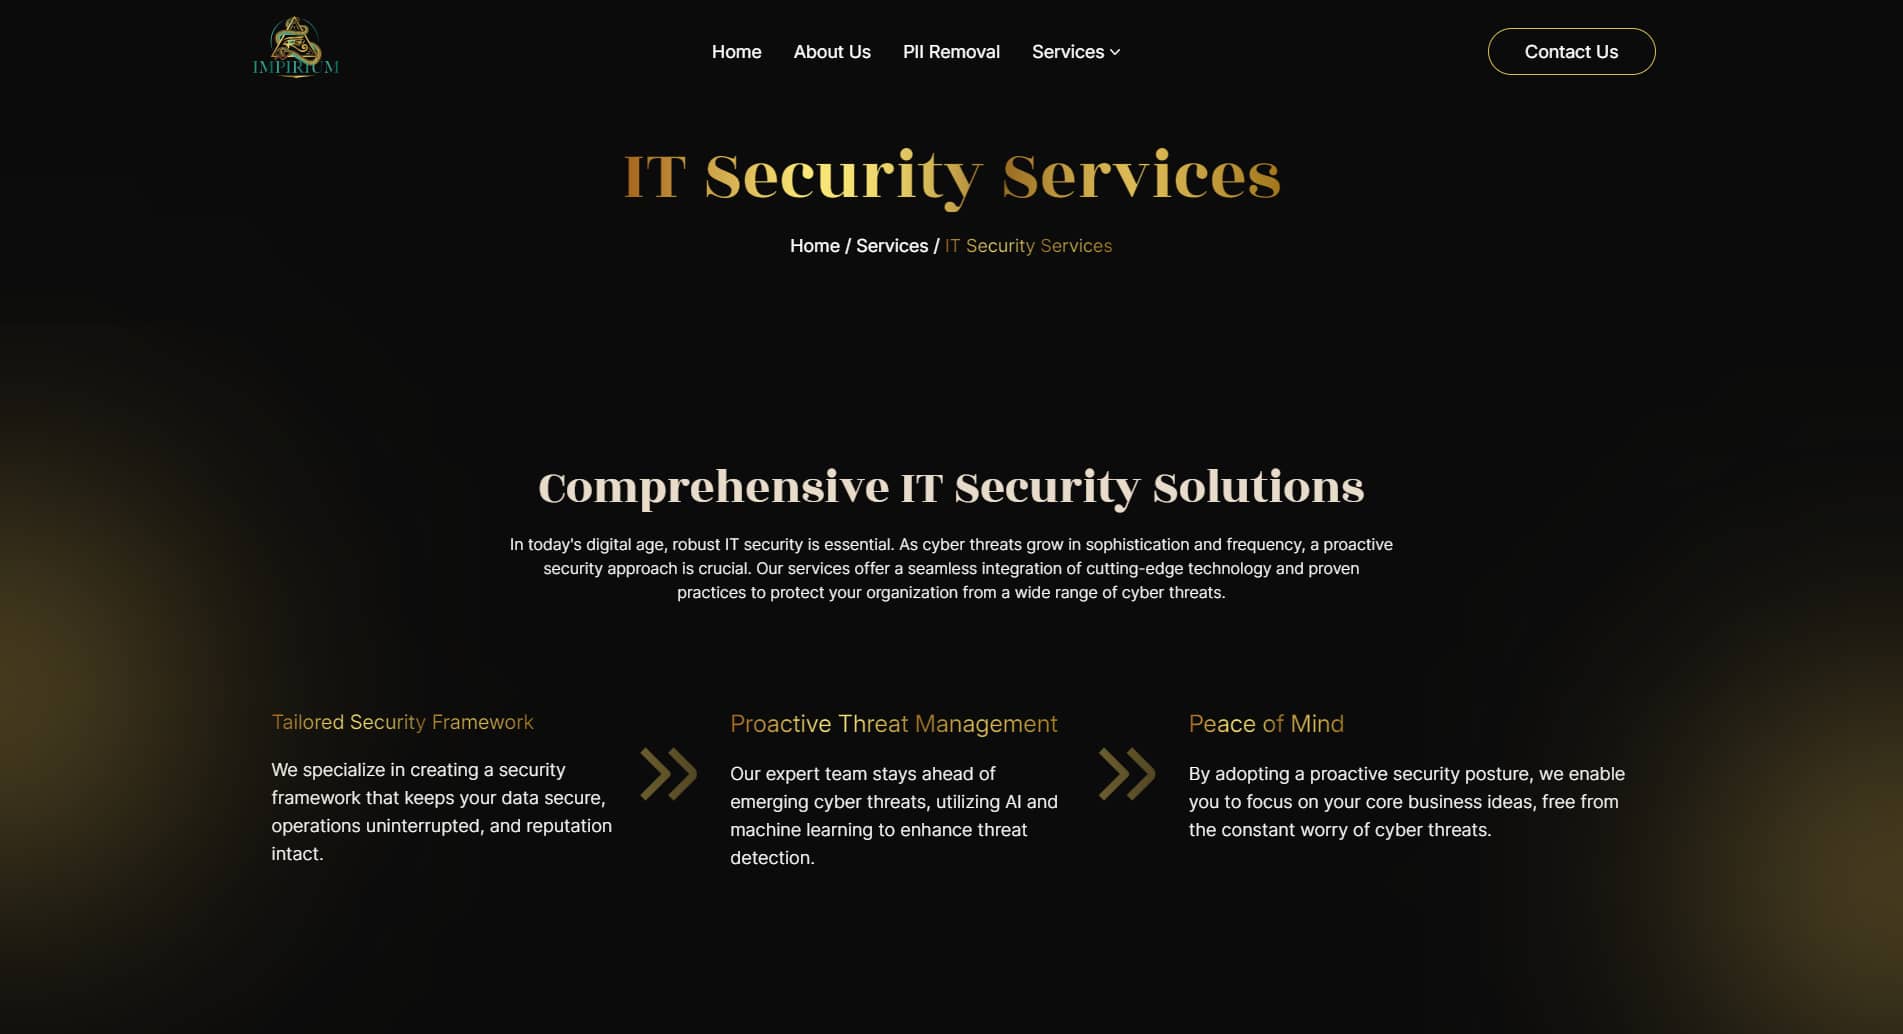 IMPIRIUM
Home
About Us
PII Removal
Services
Contact Us
IT Security Services
Home / Services / IT Security Services
Comprehensive IT Security Solutions
In today's digital age, robust IT security is essential. As cyber threats grow in sophistication and frequency, a proactive
security approach is crucial. Our services offer a seamless integration of cutting-edge technology and proven
practices to protect your organization from a wide range of cyber threats.
Tailored Security Framework
We specialize in creating a security
framework that keeps your data secure,
operations uninterrupted, and reputation
intact.
Proactive Threat Management
Our expert team stays ahead of
emerging cyber threats, utilizing AI and
machine learning to enhance threat
detection.
Peace of Mind
By adopting a proactive security posture, we enable
you to focus on your core business ideas, free from
the constant worry of cyber threats.